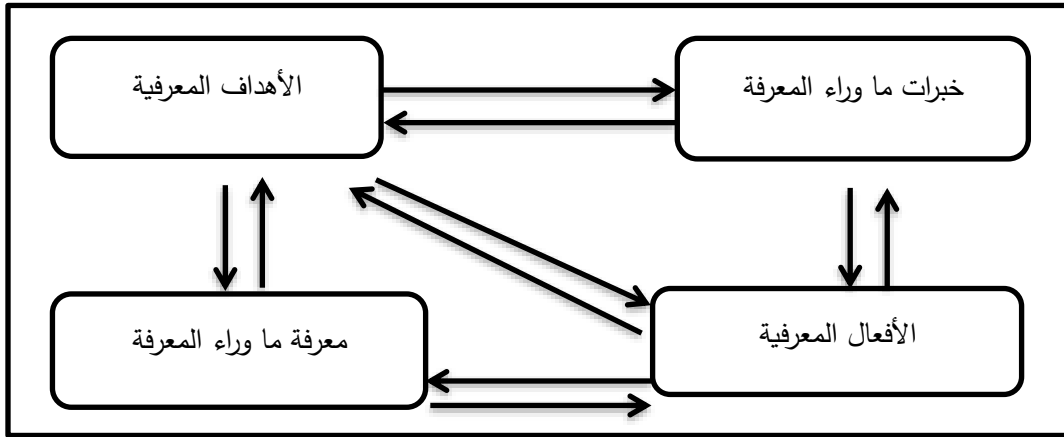 خبرات ما وراء المعرفة
الأهداف المعرفية
الأفعال المعرفية
معرفة ما وراء المعرفة